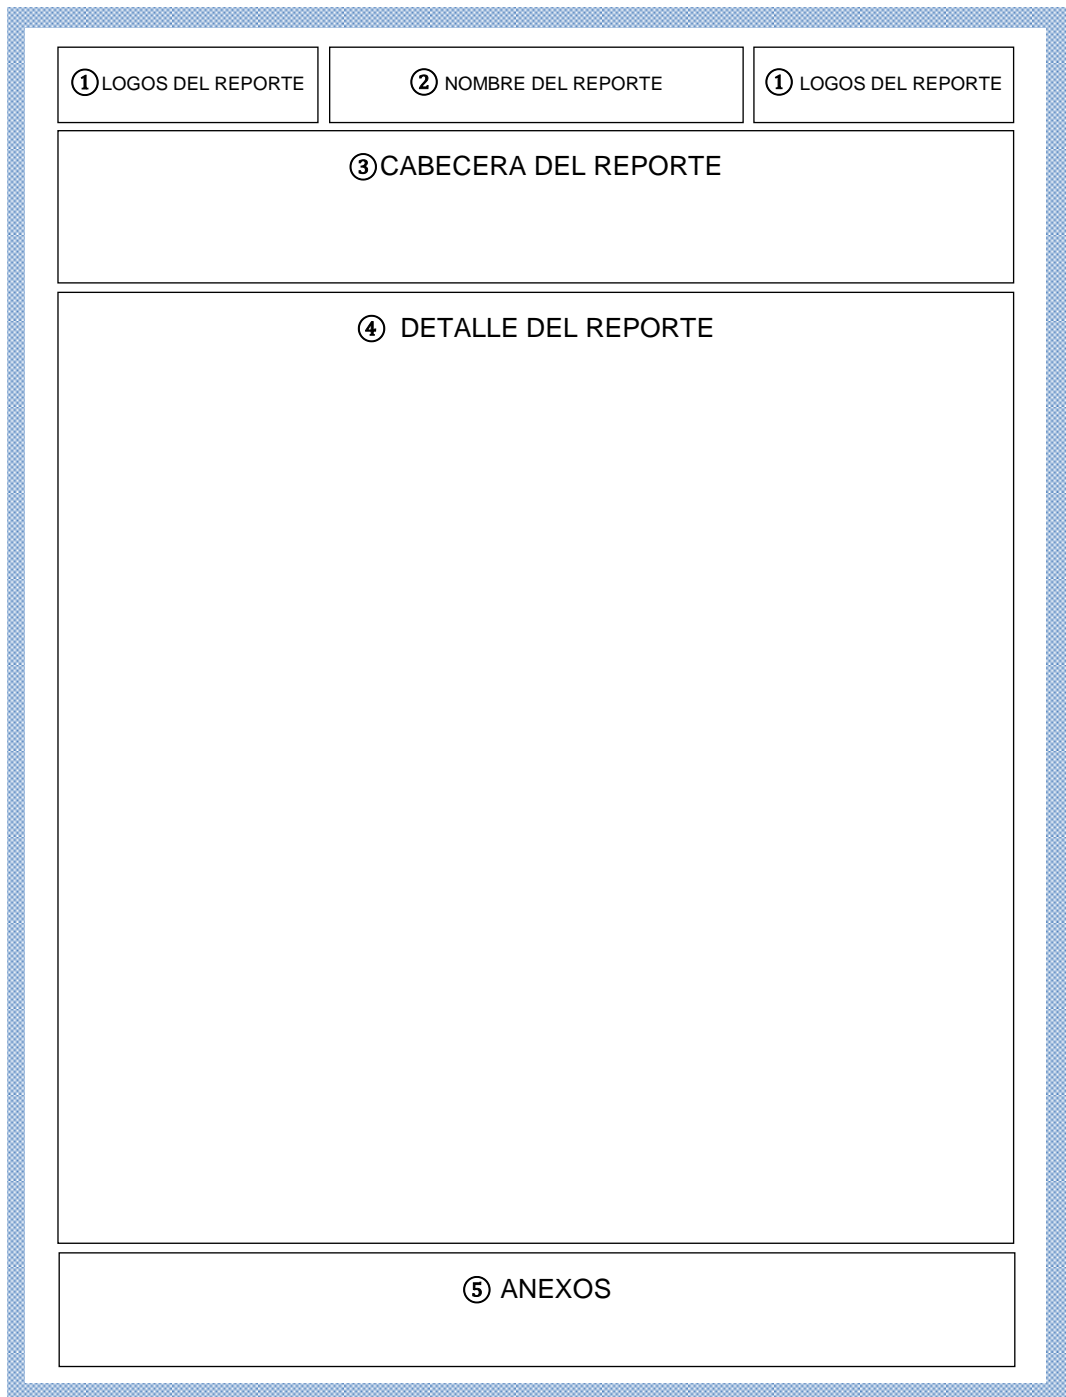 ①LOGOS DEL REPORTE
② NOMBRE DEL REPORTE
① LOGOS DEL REPORTE
③CABECERA DEL REPORTE
④ DETALLE DEL REPORTE
⑤ ANEXOS